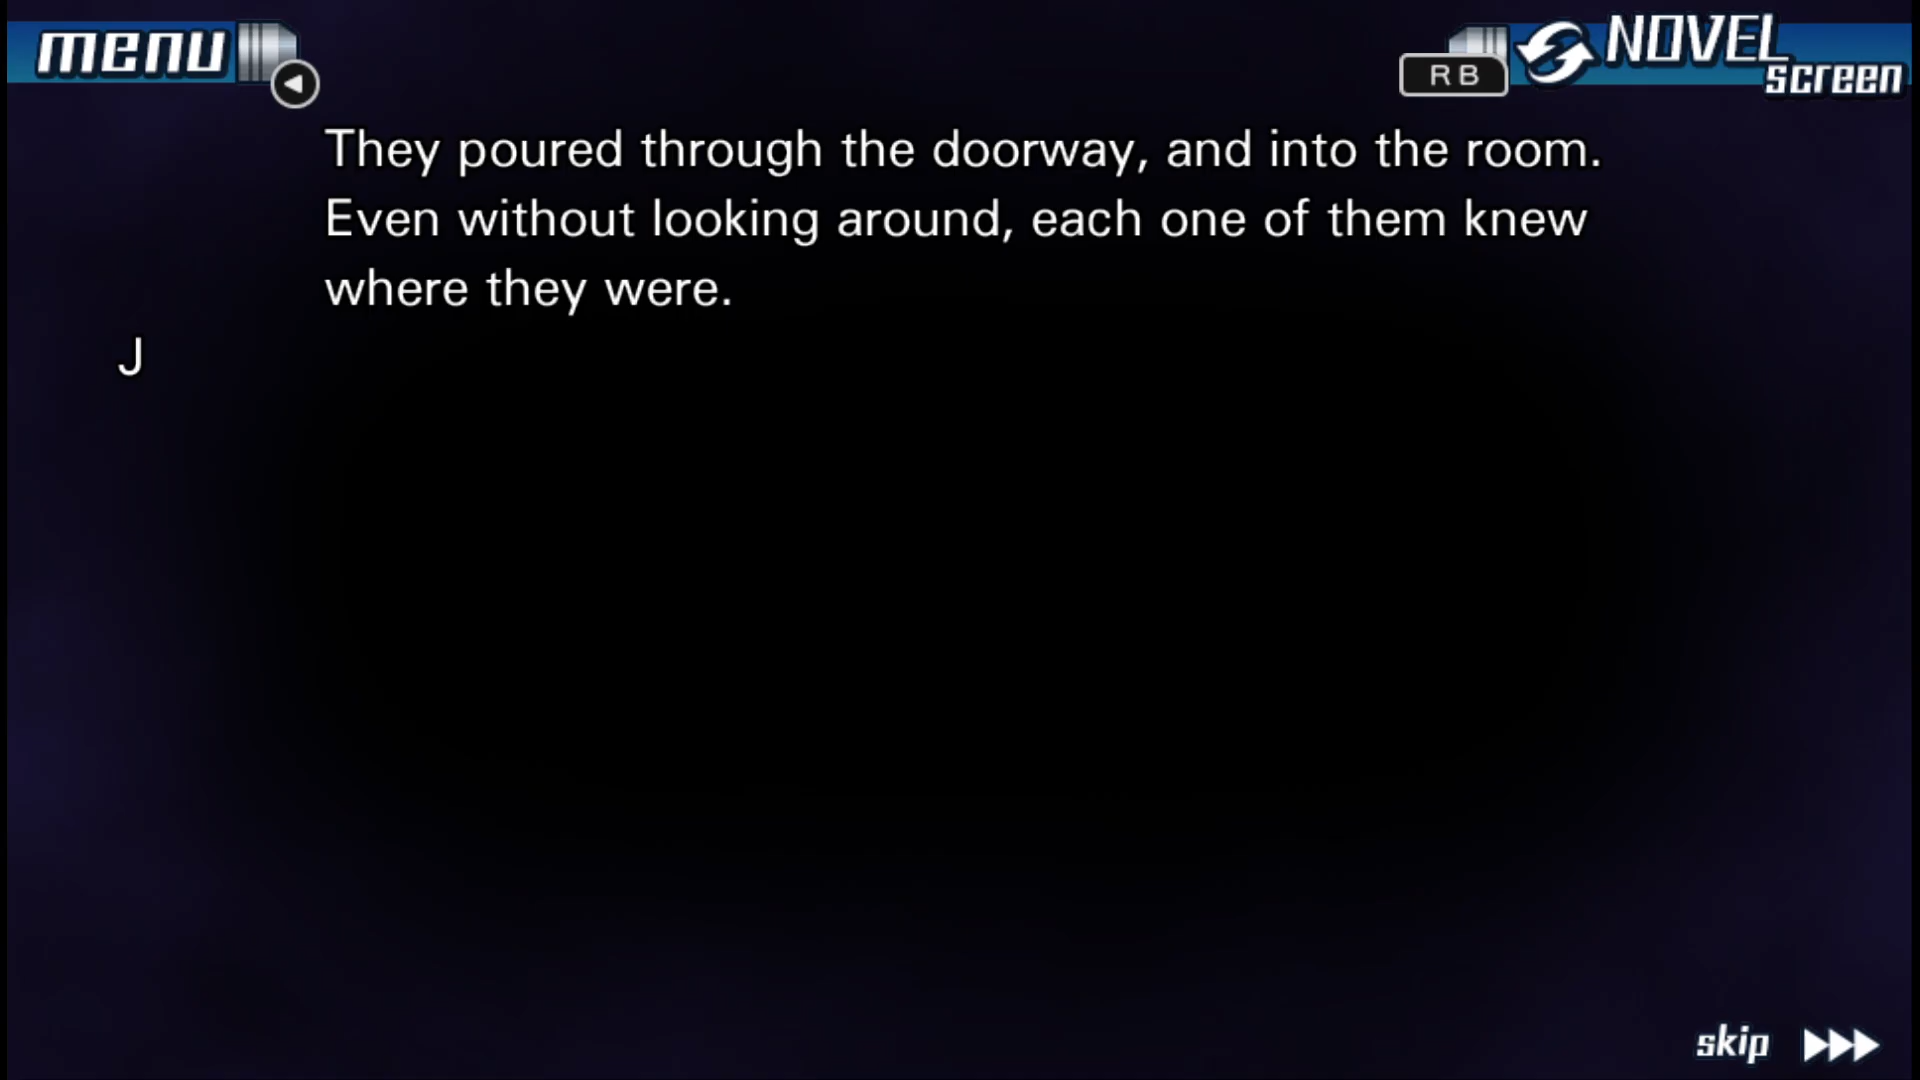 menu
RB
NOVEL
screen
They poured through the doorway, and into the room.
Even without looking around, each one of them knew
where they were.
J
skip